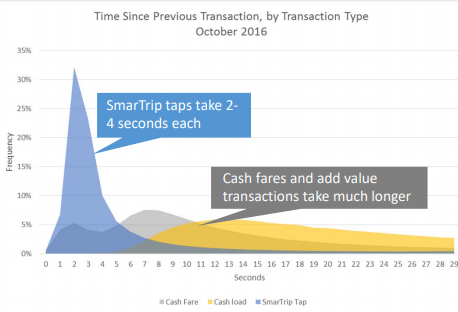 Time Since Previous Transaction, by Transaction Type
October 2016
35%
30%
25%
20%
15%
10%
5%
0%
Frequency
SmarTrip taps take 2-
4 seconds each
Cash fares and add value
transactions take much longer
0 1 2 3 4 5 6 7 8 9 10 11 12 13 14 15 16 17 18 19 20 21 22 23 24 25 26 27 28 29
Seconds
Cash Fare Cash load SmarTrip Tap